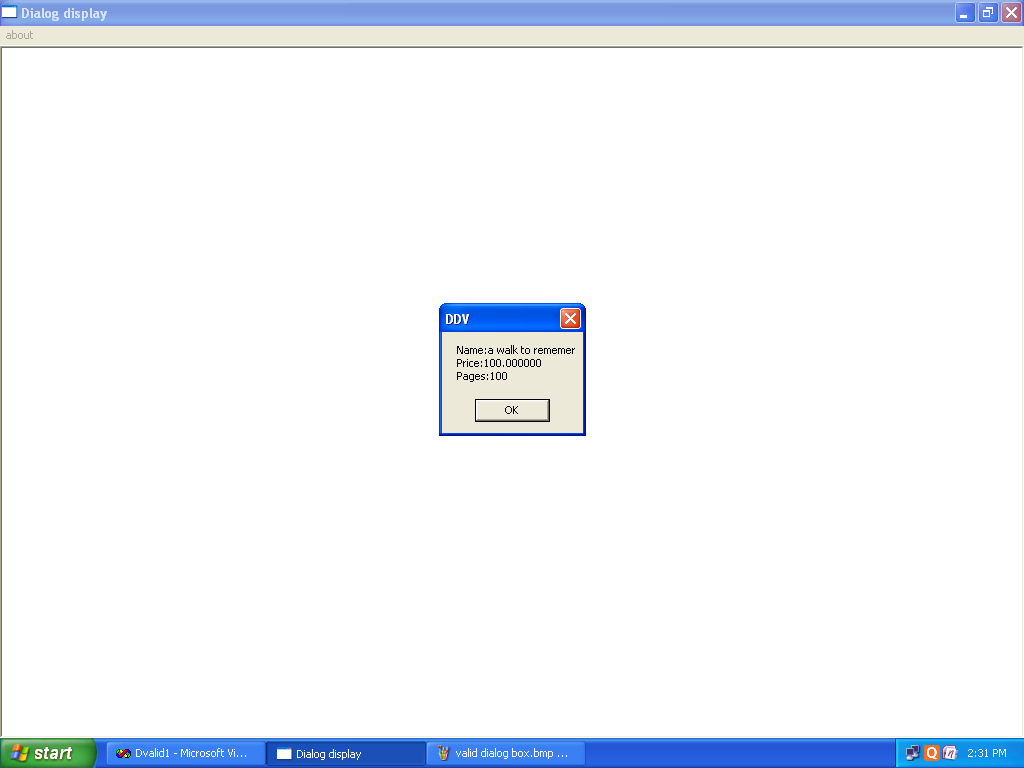 Dialog display
about
DDV
Name:a walk to rememer
Price:100.000000
Pages:100
OK
start
Dvalid1 - Microsoft Vi...
Dialog display
valid dialog box.bmp ...
Q
2:31 PM